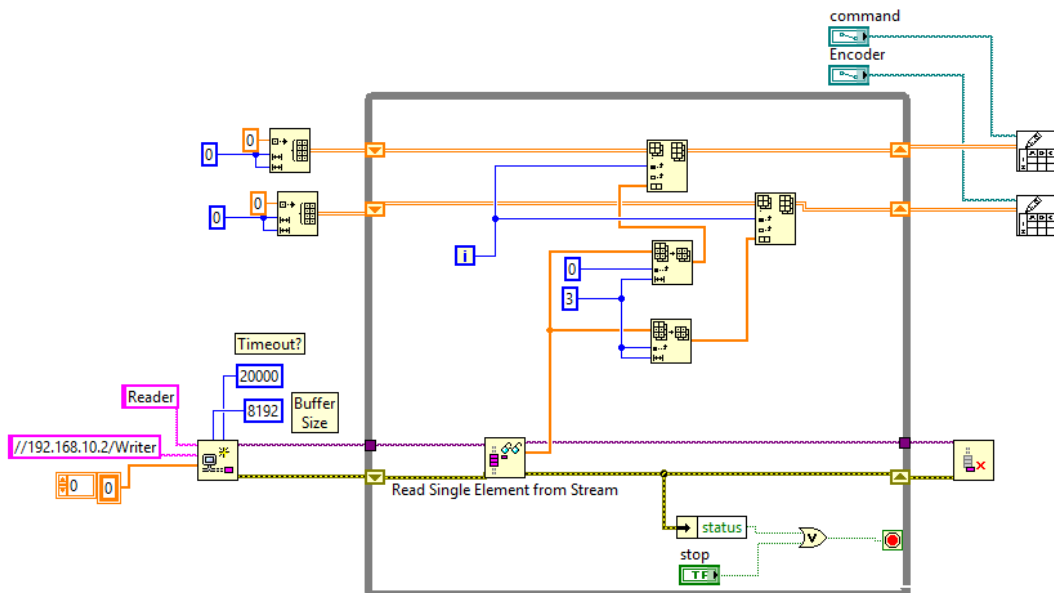 command
Encoder
0
0
0
0
i
0
3
Timeout?
20000
Reader
8192
Buffer
Size
//192.168.10.2/Writer
0
0
Read Single Element from Stream
status
V
stop
TF